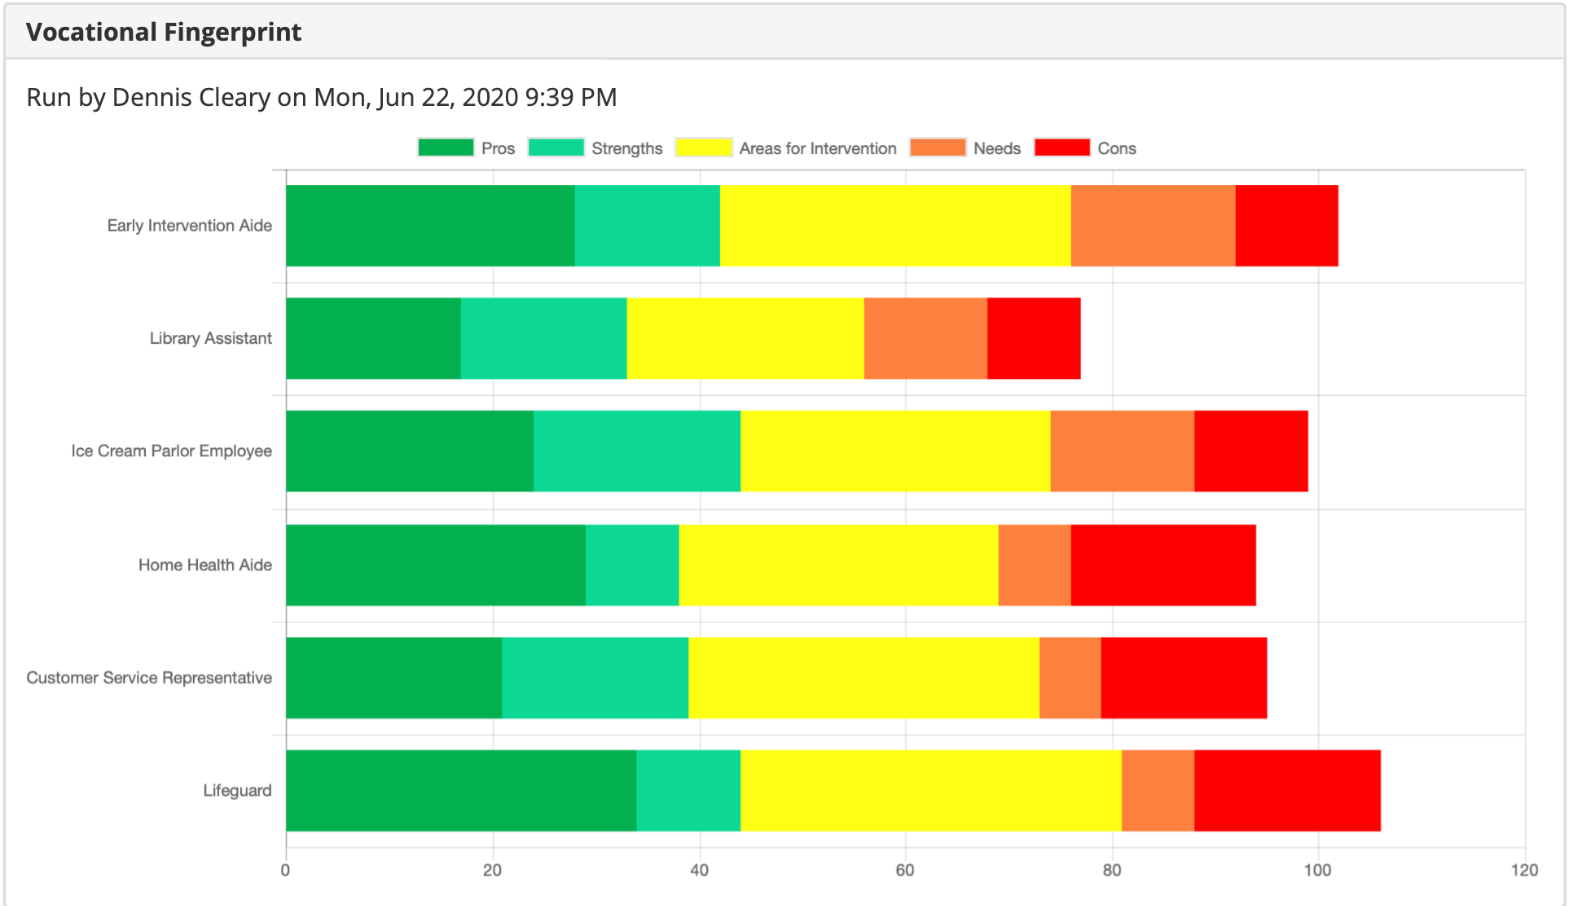 Vocational Fingerprint
Run by Dennis Cleary on Mon, Jun 22, 2020 9:39 PM
Pros Strengths Areas for Intervention Needs Cons
Early Intervention Aide
Library Assistant
Ice Cream Parlor Employee
Home Health Aide
Customer Service Representative
Lifeguard
0 20 40 60 80 100 120